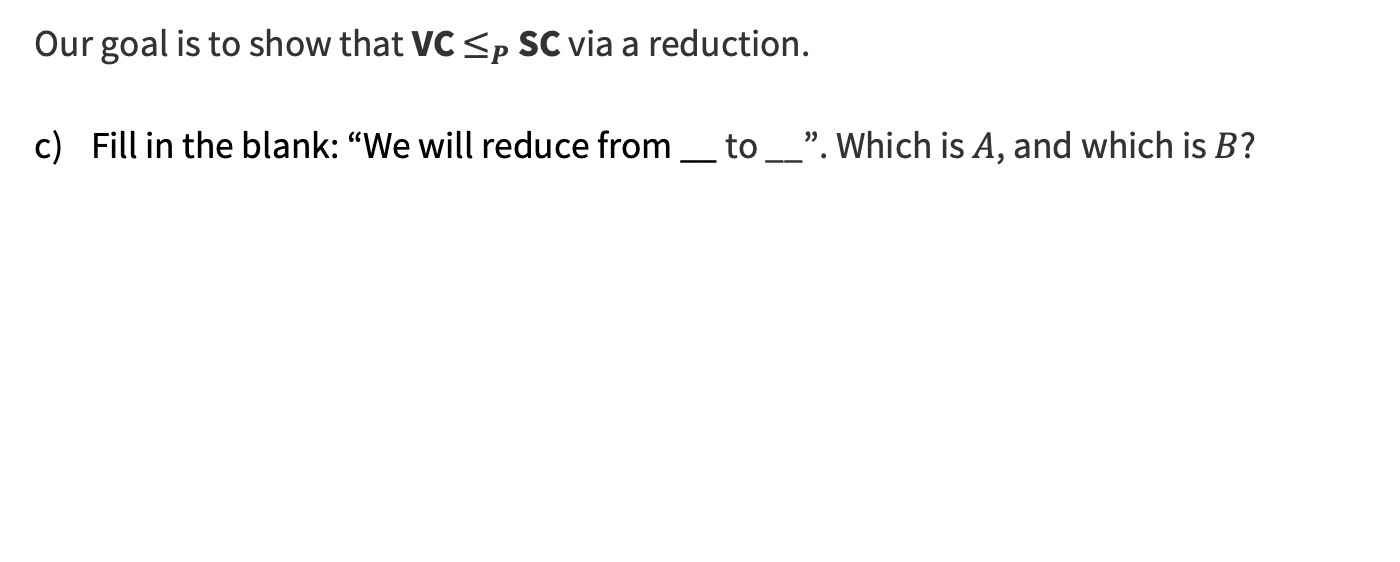 Our goal is to show that VC ≤P SC via a reduction.
c) Fill in the blank: “We will reduce from __ to __”. Which is A, and which is B?